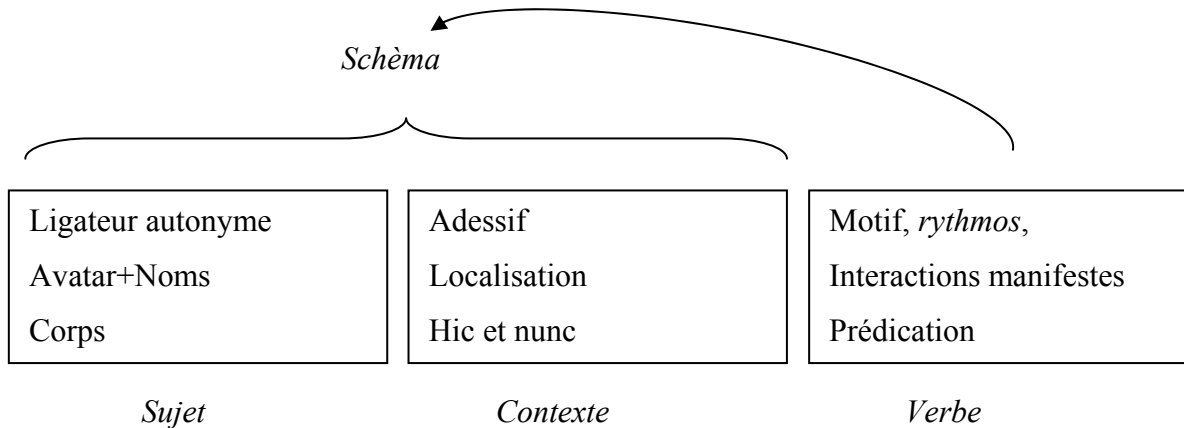 Schèma
Ligateur autonyme
Avatar+Noms
Corps
Adessif
Localisation
Hic et nunc
Motif, rythmos,
Interactions manifestes
Prédication
Sujet
Contexte
Verbe